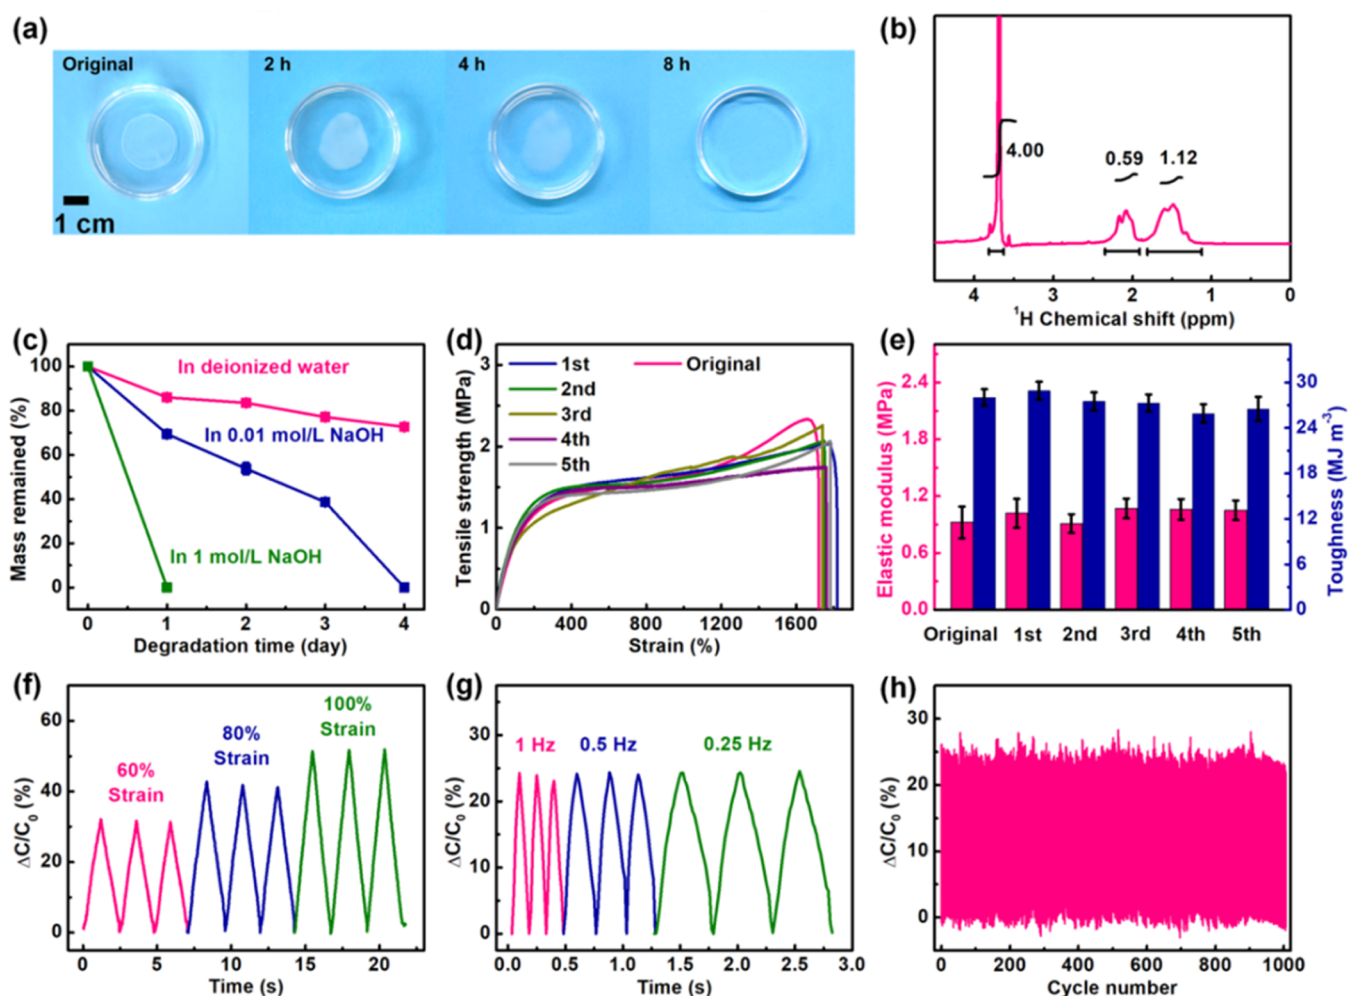 (a)
Original
2 h
4 h
8 h
1 cm
(b)
4.00
0.59
1.12
4
3
2
1
0
¹H Chemical shift (ppm)
(c)
In deionized water
In 0.01 mol/L NaOH
In 1 mol/L NaOH
100
80
60
40
20
0
Mass remained (%)
0
1
2
3
4
Degradation time (day)
(d)
1st
2nd
3rd
4th
5th
Original
3
2
1
0
Tensile strength (MPa)
0
400
800
1200
1600
Strain (%)
(e)
2.4
1.8
1.2
0.6
0.0
Elastic modulus (MPa)
30
24
18
12
6
0
Toughness (MJ m⁻³)
Original
1st
2nd
3rd
4th
5th
(f)
60%
Strain
80%
Strain
100%
Strain
60
40
20
0
ΔC/C₀ (%)
0
5
10
15
20
Time (s)
(g)
1 Hz
0.5 Hz
0.25 Hz
30
20
10
0
ΔC/C₀ (%)
0.0
0.5
1.0
1.5
2.0
2.5
3.0
Time (s)
(h)
30
20
10
0
ΔC/C₀ (%)
0
200
400
600
800
1000
Cycle number